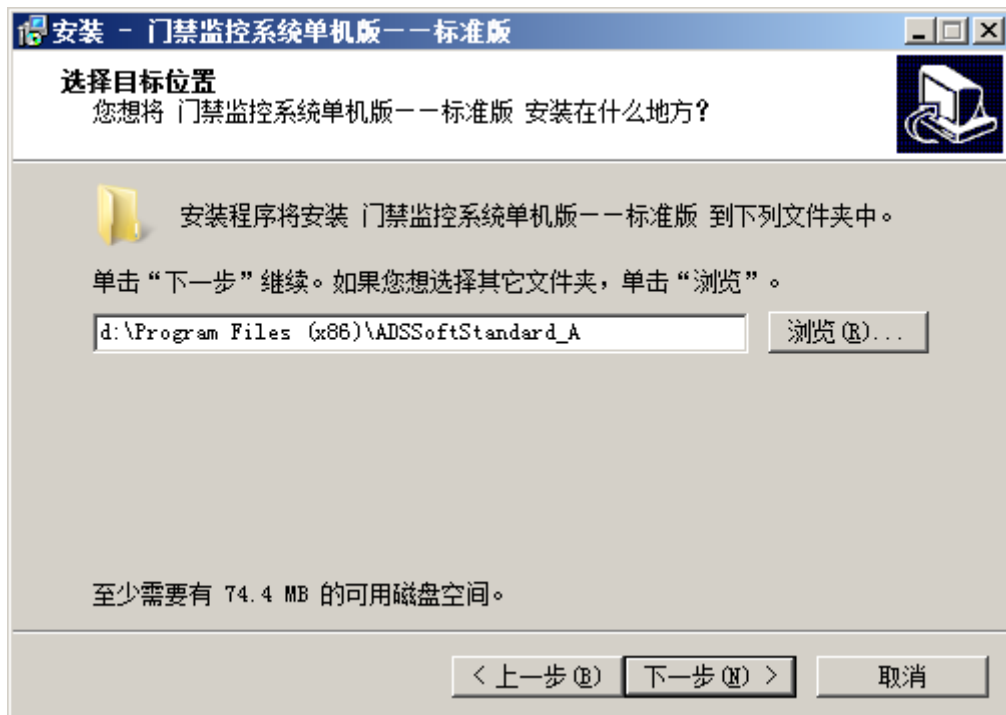 安装 - 门禁监控系统单机版——标准版
选择目标位置
您想将 门禁监控系统单机版——标准版 安装在什么地方？
安装程序将安装 门禁监控系统单机版——标准版 到下列文件夹中。
单击“下一步”继续。如果您想选择其它文件夹，单击“浏览”。
d:\Program Files (x86)\ADSSoftStandard_A
浏览(R)...
至少需要有 74.4 MB 的可用磁盘空间。
< 上一步(B) 下一步(N) > 取消